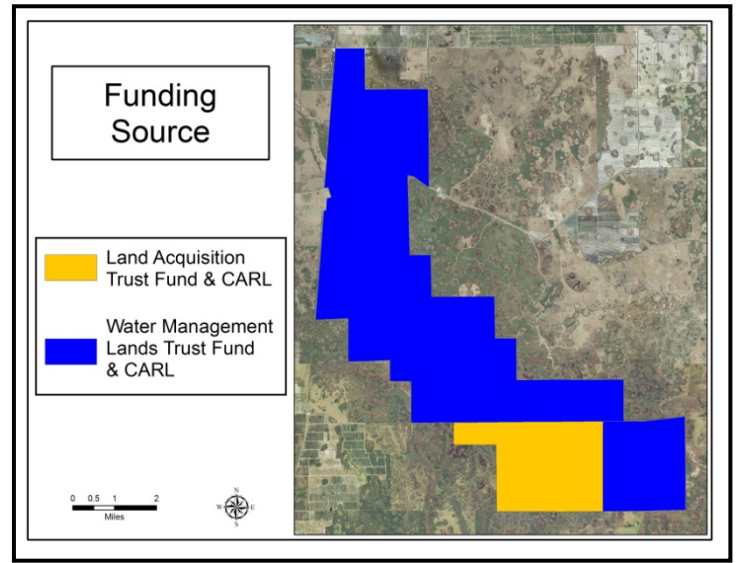 Funding
Source
Land Acquisition
Trust Fund & CARL
Water Management
Lands Trust Fund
& CARL
0 0.5 1 2
Miles
N
W E
S